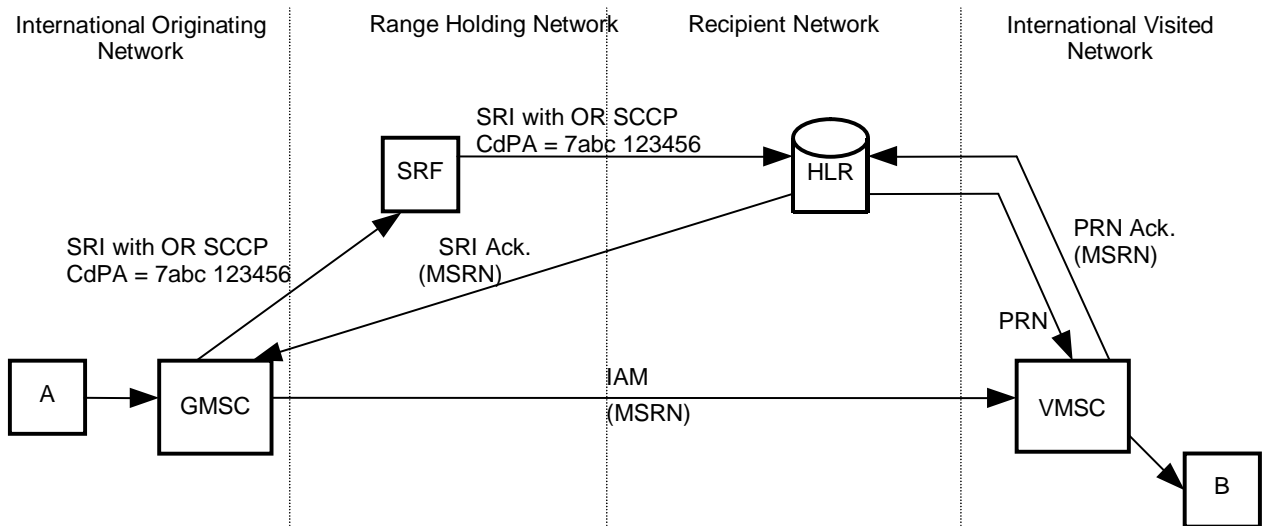 International Originating
Network
Range Holding Network
Recipient Network
International Visited
Network
SRI with OR SCCP
CdPA = 7abc 123456
SRF
HLR
SRI with OR SCCP
CdPA = 7abc 123456
SRI Ack.
(MSRN)
PRN Ack.
(MSRN)
PRN
A
GMSC
IAM
(MSRN)
VMSC
B